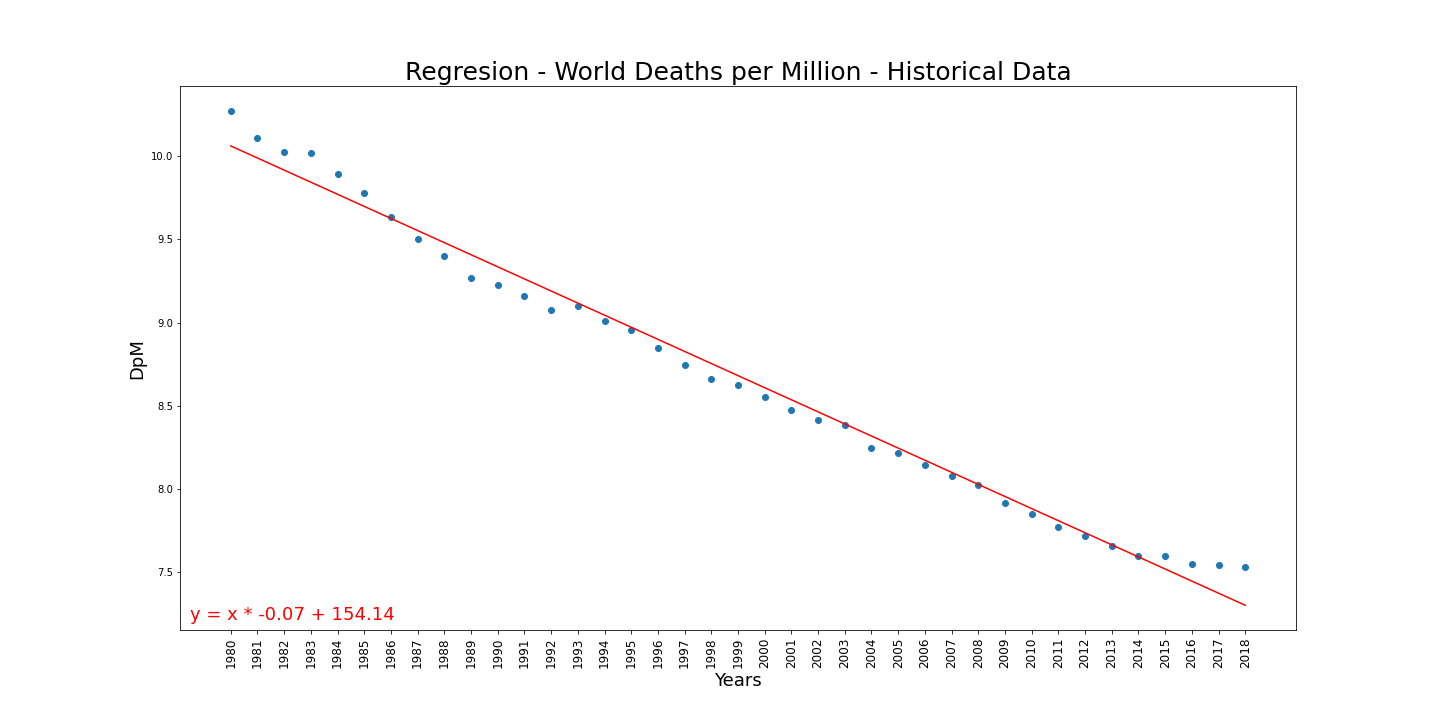 Regresion - World Deaths per Million - Historical Data
10.0
9.5
9.0
8.5
8.0
7.5
DpM
y = x * -0.07 + 154.14
1980 1981 1982 1983 1984 1985 1986 1987 1988 1989 1990 1991 1992 1993 1994 1995 1996 1997 1998 1999 2000 2001 2002 2003 2004 2005 2006 2007 2008 2009 2010 2011 2012 2013 2014 2015 2016 2017 2018
Years